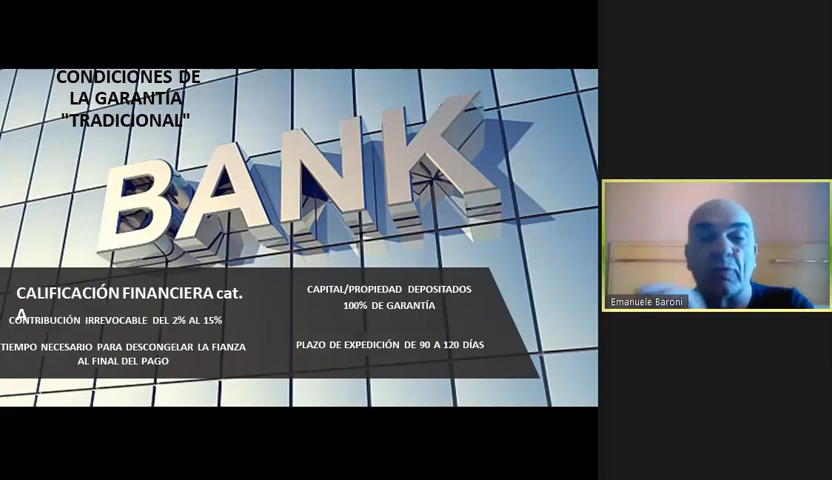 CONDICIONES DE
LA GARANTÍA
"TRADICIONAL"
BANK
CALIFICACIÓN FINANCIERA cat.
A
CONTRIBUCIÓN IRREVOCABLE DEL 2% AL 15%
TIEMPO NECESARIO PARA DESCONGELAR LA FIANZA
AL FINAL DEL PAGO
CAPITAL/PROPIEDAD DEPOSITADOS
100% DE GARANTÍA
PLAZO DE EXPEDICIÓN DE 90 A 120 DÍAS
Emanuele Baroni